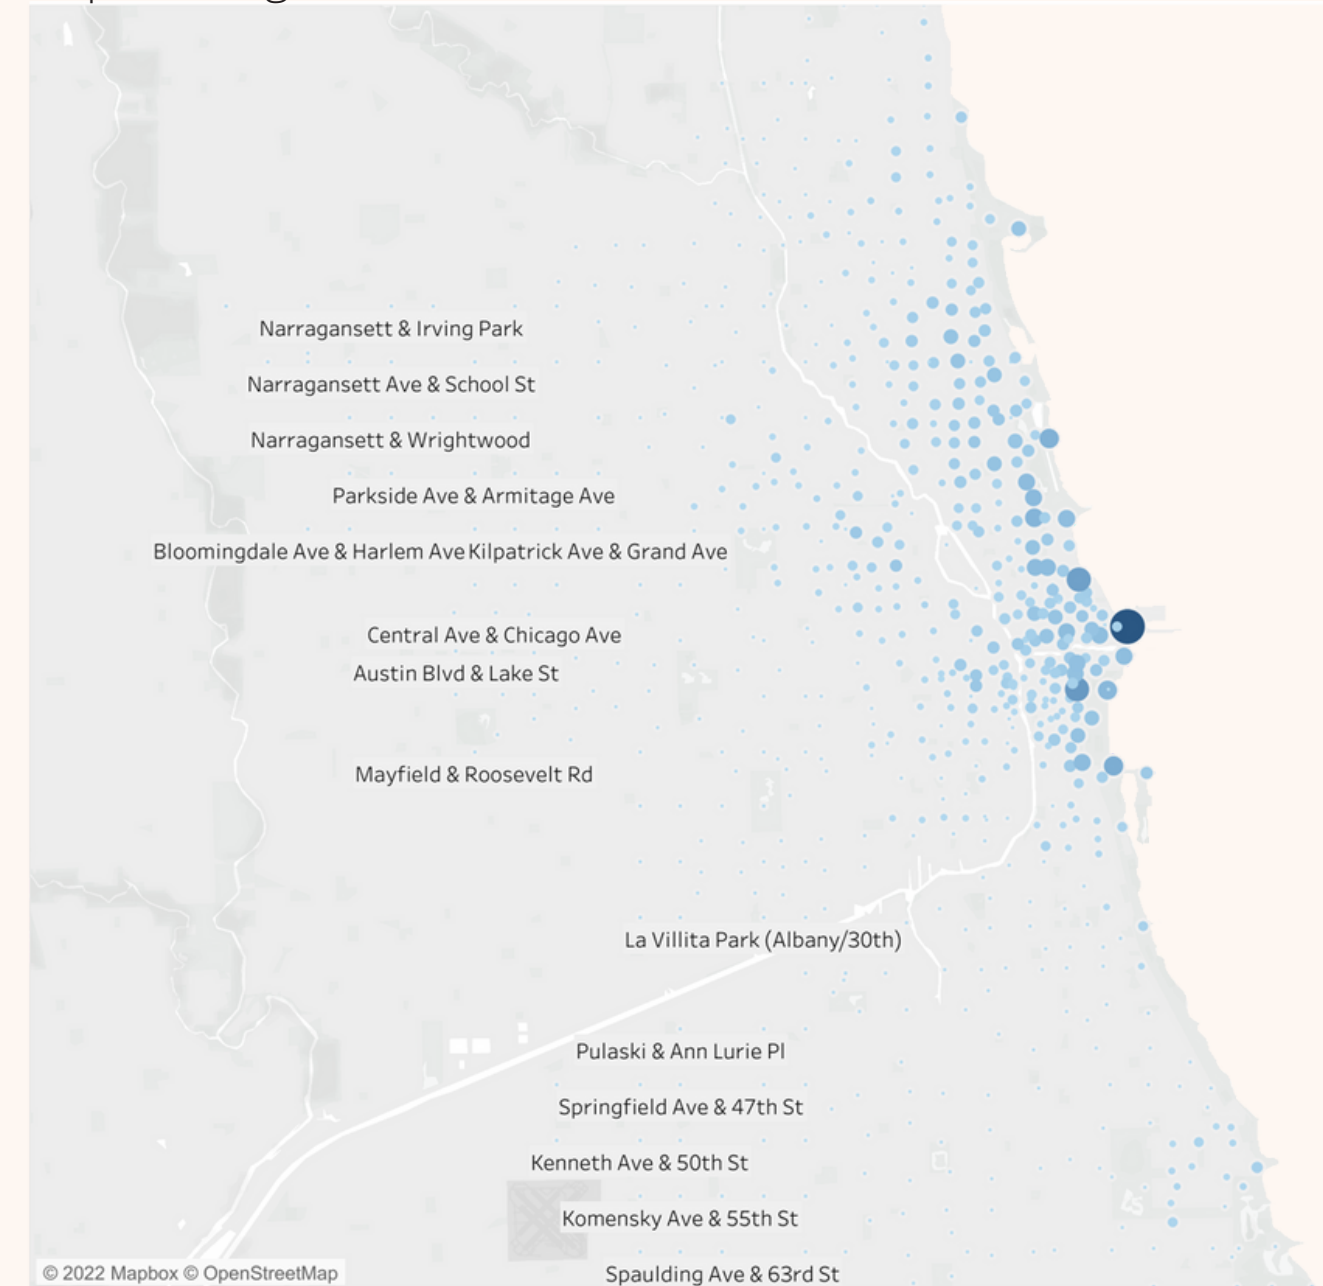 Narragansett & Irving Park
Narragansett Ave & School St
Narragansett & Wrightwood
Parkside Ave & Armitage Ave
Bloomingdale Ave & Harlem Ave Kilpatrick Ave & Grand Ave
Central Ave & Chicago Ave
Austin Blvd & Lake St
Mayfield & Roosevelt Rd
La Villita Park (Albany/30th)
Pulaski & Ann Lurie Pl
Springfield Ave & 47th St
Kenneth Ave & 50th St
Komensky Ave & 55th St
Spaulding Ave & 63rd St
© 2022 Mapbox © OpenStreetMap